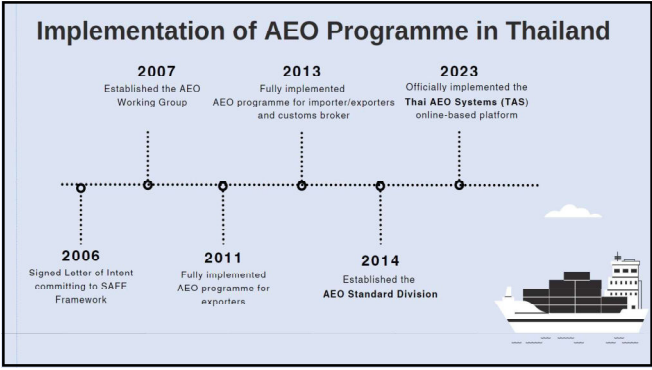 Implementation of AEO Programme in Thailand
2007
Established the AEO
Working Group
2013
Fully implemented
AEO programme for importer/exporters
and customs broker
2023
Officially implemented the
Thai AEO Systems (TAS)
online-based platform
2006
Signed Letter of Intent
committing to SAFE
Framework
2011
Fully implemented
AEO programme for
exporters
2014
Established the
AEO Standard Division